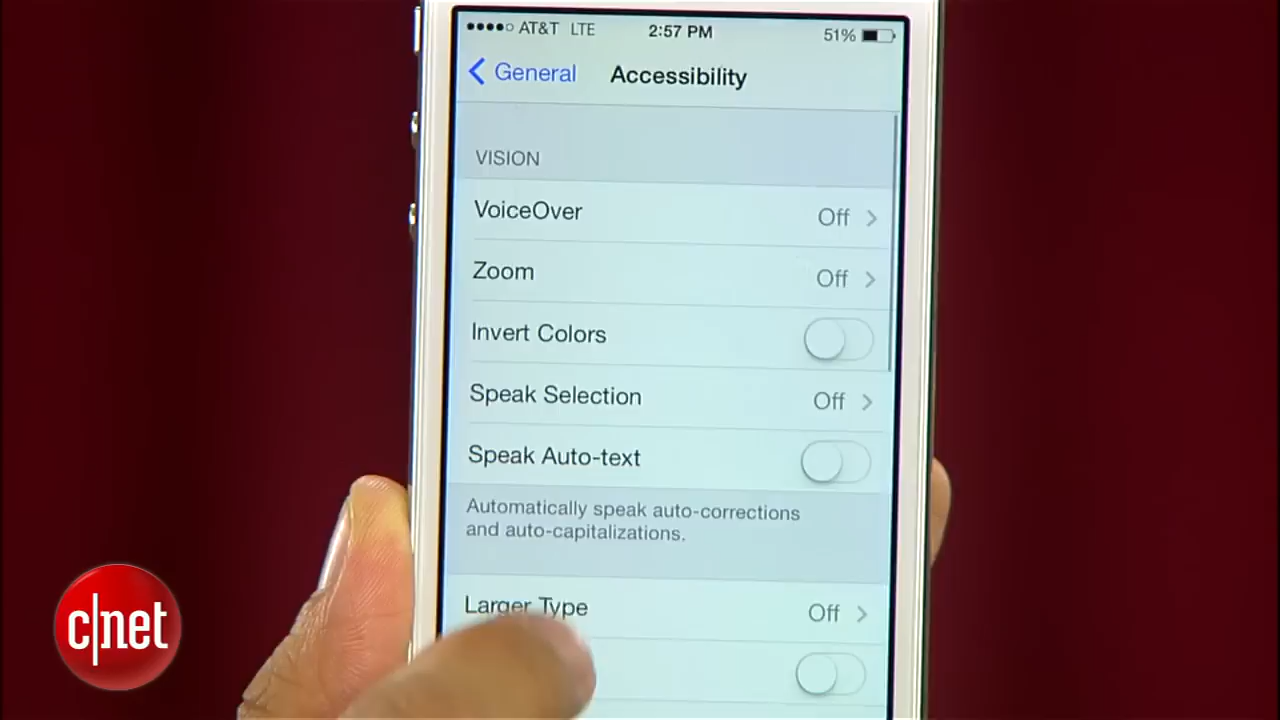 AT&T LTE 2:57 PM 51%
General Accessibility
VISION
VoiceOver Off
Zoom Off
Invert Colors
Speak Selection Off
Speak Auto-text
Automatically speak auto-corrections
and auto-capitalizations.
Larger Type Off
c|net